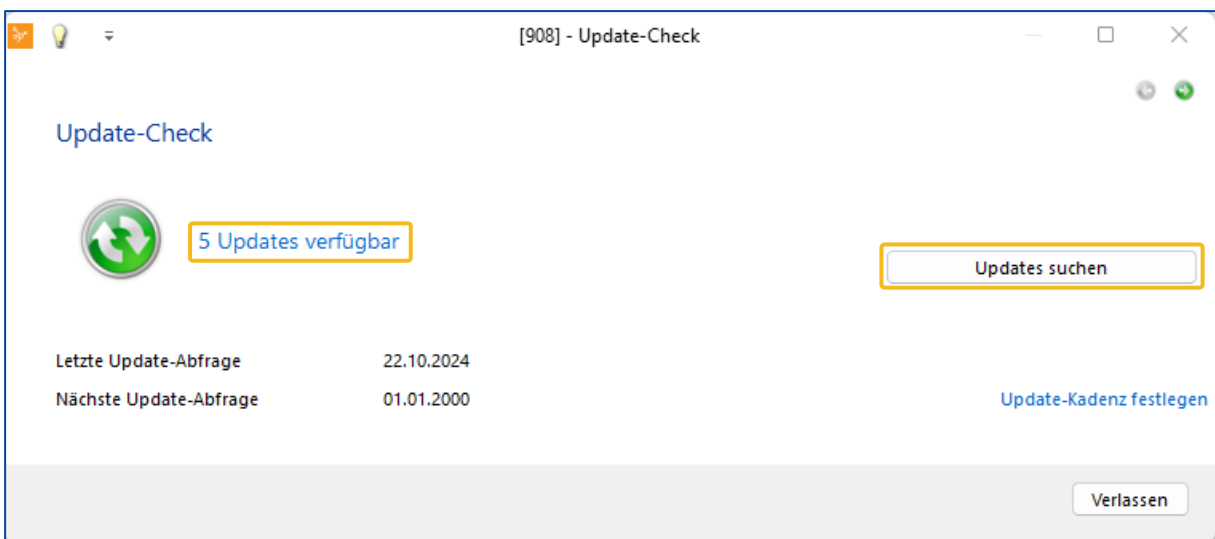 [908] - Update-Check
Update-Check
5 Updates verfügbar
Updates suchen
Letzte Update-Abfrage 22.10.2024
Nächste Update-Abfrage 01.01.2000 Update-Kadenz festlegen
Verlassen